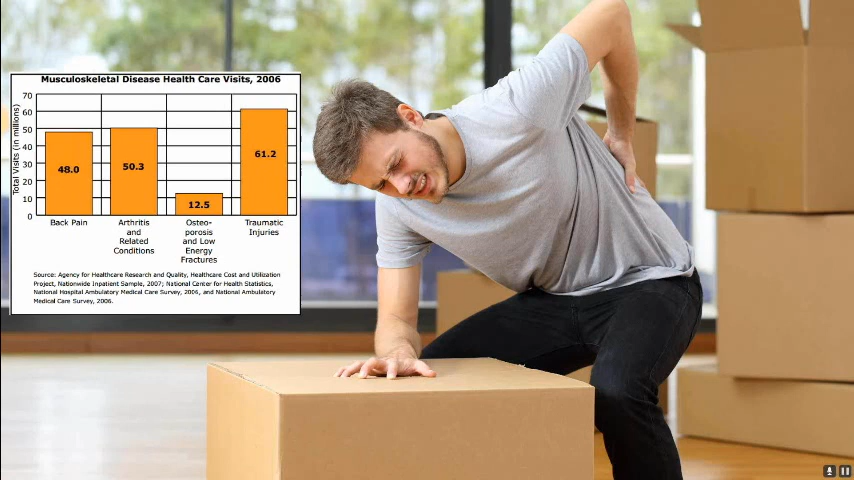 Musculoskeletal Disease Health Care Visits, 2006
Total Visits (in millions)
70
60
50
40
30
20
10
0
48.0
50.3
12.5
61.2
Back Pain
Arthritis
and
Related
Conditions
Osteo-
porosis
and Low
Energy
Fractures
Traumatic
Injuries
Source: Agency for Healthcare Research and Quality, Healthcare Cost and Utilization
Project, Nationwide Inpatient Sample, 2007; National Center for Health Statistics,
National Hospital Ambulatory Medical Care Survey, 2006, and National Ambulatory
Medical Care Survey, 2006.